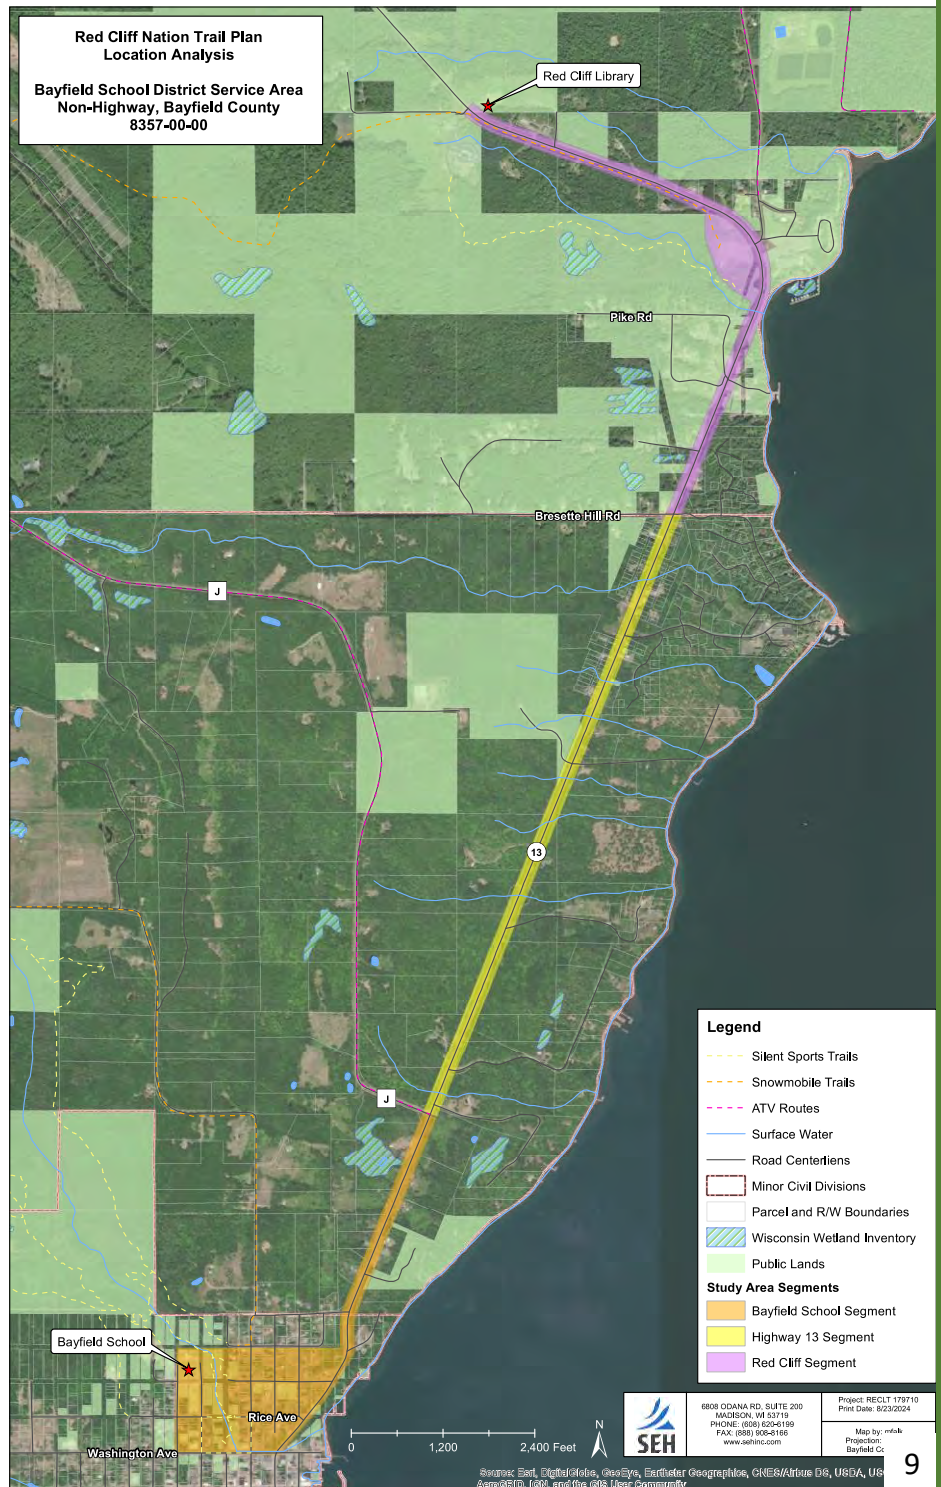 Red Cliff Nation Trail Plan
Location Analysis
Bayfield School District Service Area
Non-Highway, Bayfield County
8357-00-00
Red Cliff Library
Pike Rd
Bresette Hill Rd
J
13
J
Legend
Silent Sports Trails
Snowmobile Trails
ATV Routes
Surface Water
Road Centerliens
Minor Civil Divisions
Parcel and R/W Boundaries
Wisconsin Wetland Inventory
Public Lands
Study Area Segments
Bayfield School Segment
Highway 13 Segment
Red Cliff Segment
Bayfield School
Rice Ave
Washington Ave
N
0 1,200 2,400 Feet
SEH
6808 ODANA RD, SUITE 200
MADISON, WI 53719
PHONE: (608) 620-6199
FAX: (888) 908-8166
www.sehinc.com
Project: RECLT 179710
Print Date: 8/23/2024
Map by: mfalk
Projection:
Bayfield Co
9
Source: Esri, DigitalGlobe, GeoEye, Earthstar Geographics, CNES/Airbus DS, USDA, US
AeroGRID, IGN, and the GIS User Community